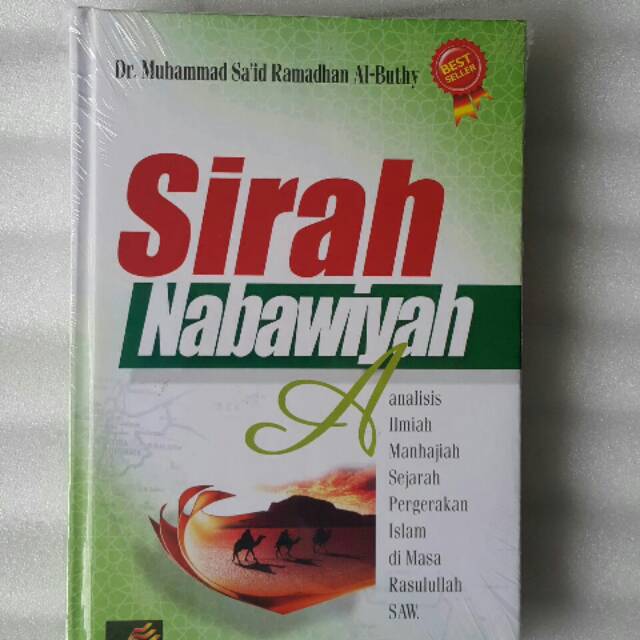 Dr. Muhammad Sa'id Ramadhan Al-Buthy
BEST
SELLER
Sirah
Nabawiyah
A
analisis
Ilmiah
Manhajiah
Sejarah
Pergerakan
Islam
di Masa
Rasulullah
SAW.